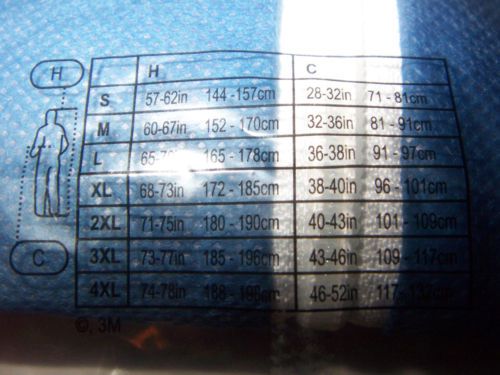 H C
H
S 57-62in 144 -157cm 28-32in 71 - 81cm
M 60-67in 152 - 170cm 32-36in 81 - 91cm
L 165 - 178cm 36-38in 91 - 97cm
XL 68-73in 172 - 185cm 38-40in 96 - 101cm
2XL 71-75in 180 - 190cm 40-43in 101 - 109cm
C
3XL 73-77in 185 - 196cm 43-46in 109 - 117cm
4XL 74-78in 188 - 46-52in 117 -
©, 3M